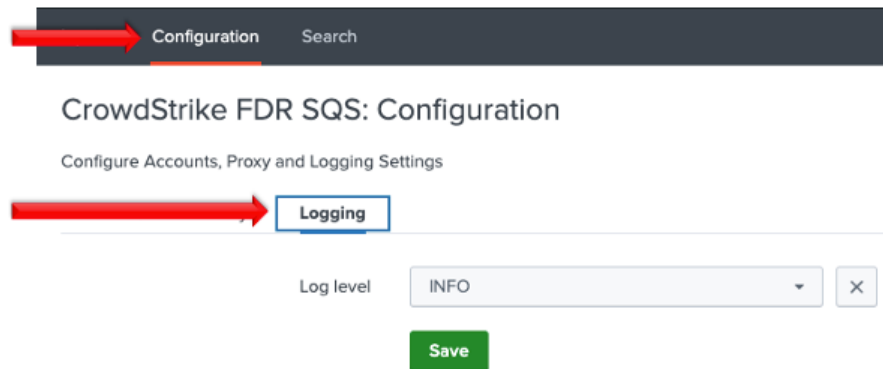 Configuration Search
CrowdStrike FDR SQS: Configuration
Configure Accounts, Proxy and Logging Settings
Logging
Log level INFO
Save